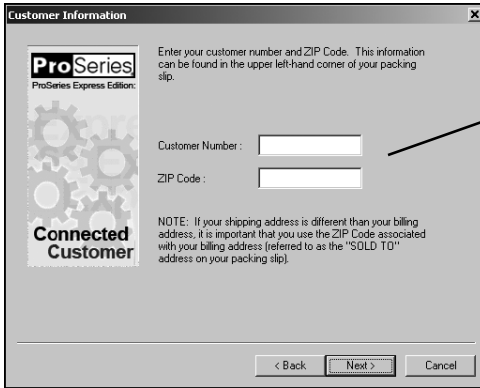 Customer Information
Enter your customer number and ZIP Code. This information
can be found in the upper left-hand corner of your packing
slip.
ProSeries
ProSeries Express Edition:
Customer Number :
ZIP Code :
NOTE: If your shipping address is different than your billing
address, it is important that you use the ZIP Code associated
with your billing address (referred to as the "SOLD TO"
address on your packing slip).
Connected
Customer
< Back
Next >
Cancel